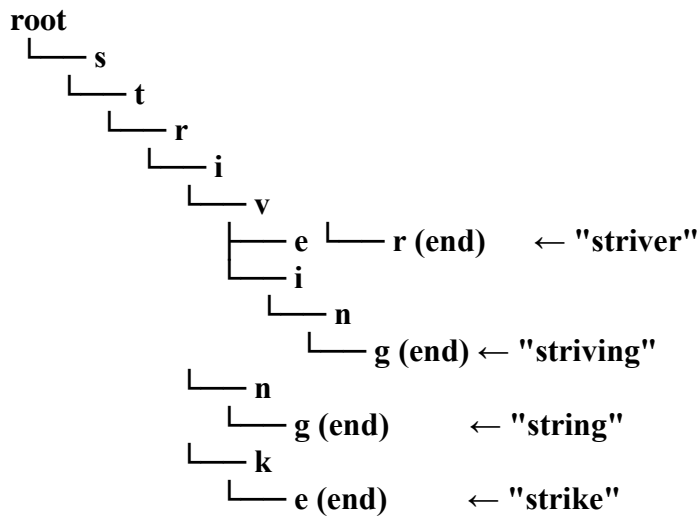 root
└── s
└── t
└── r
└── i
└── v
├── e └── r (end) ← "striver"
└── i
└── n
└── g (end) ← "striving"
└── n
└── g (end) ← "string"
└── k
└── e (end) ← "strike"